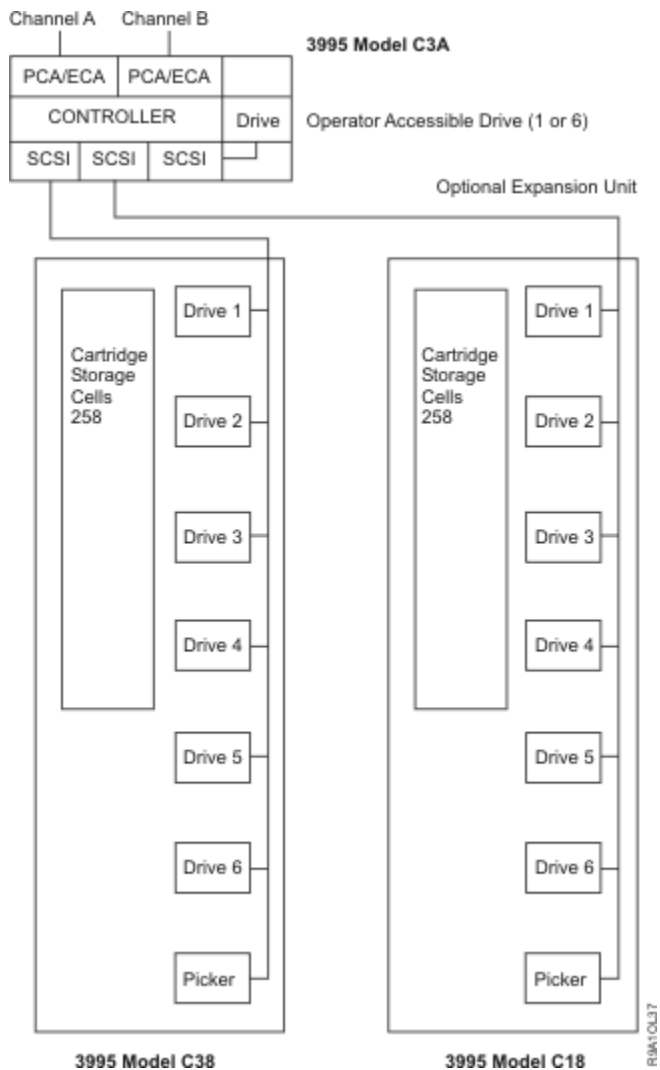 Channel A Channel B
3995 Model C3A
PCA/ECA PCA/ECA
CONTROLLER
Drive
Operator Accessible Drive (1 or 6)
SCSI SCSI SCSI
Optional Expansion Unit
Cartridge
Storage
Cells
258
Drive 1
Drive 2
Drive 3
Drive 4
Drive 5
Drive 6
Picker
3995 Model C38
Cartridge
Storage
Cells
258
Drive 1
Drive 2
Drive 3
Drive 4
Drive 5
Drive 6
Picker
3995 Model C18
R9A1OL37